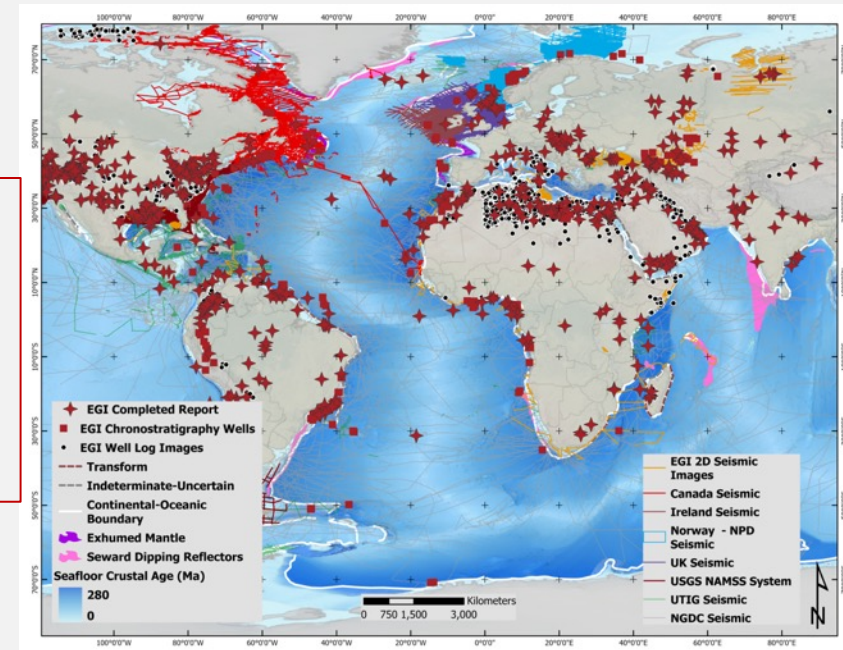 100°0'0"E 80°0'0"E 60°0'0"W 40°0'0"W 20°0'0"W 0°0'0" 20°0'0"E 40°0'0"E 60°0'0"E 80°0'0"E
EGI Completed Report
EGI Chronostratigraphy Wells
EGI Well Log Images
Transform
Indeterminate-Uncertain
Continental-Oceanic
Boundary
Exhumed Mantle
Seward Dipping Reflectors
Seafloor Crustal Age (Ma)
280
0
Kilometers
0 750 1,500 3,000
EGI 2D Seismic
Images
Canada Seismic
Ireland Seismic
Norway - NPD
Seismic
UK Seismic
USGS NAMSS System
UTIG Seismic
NGDC Seismic
N